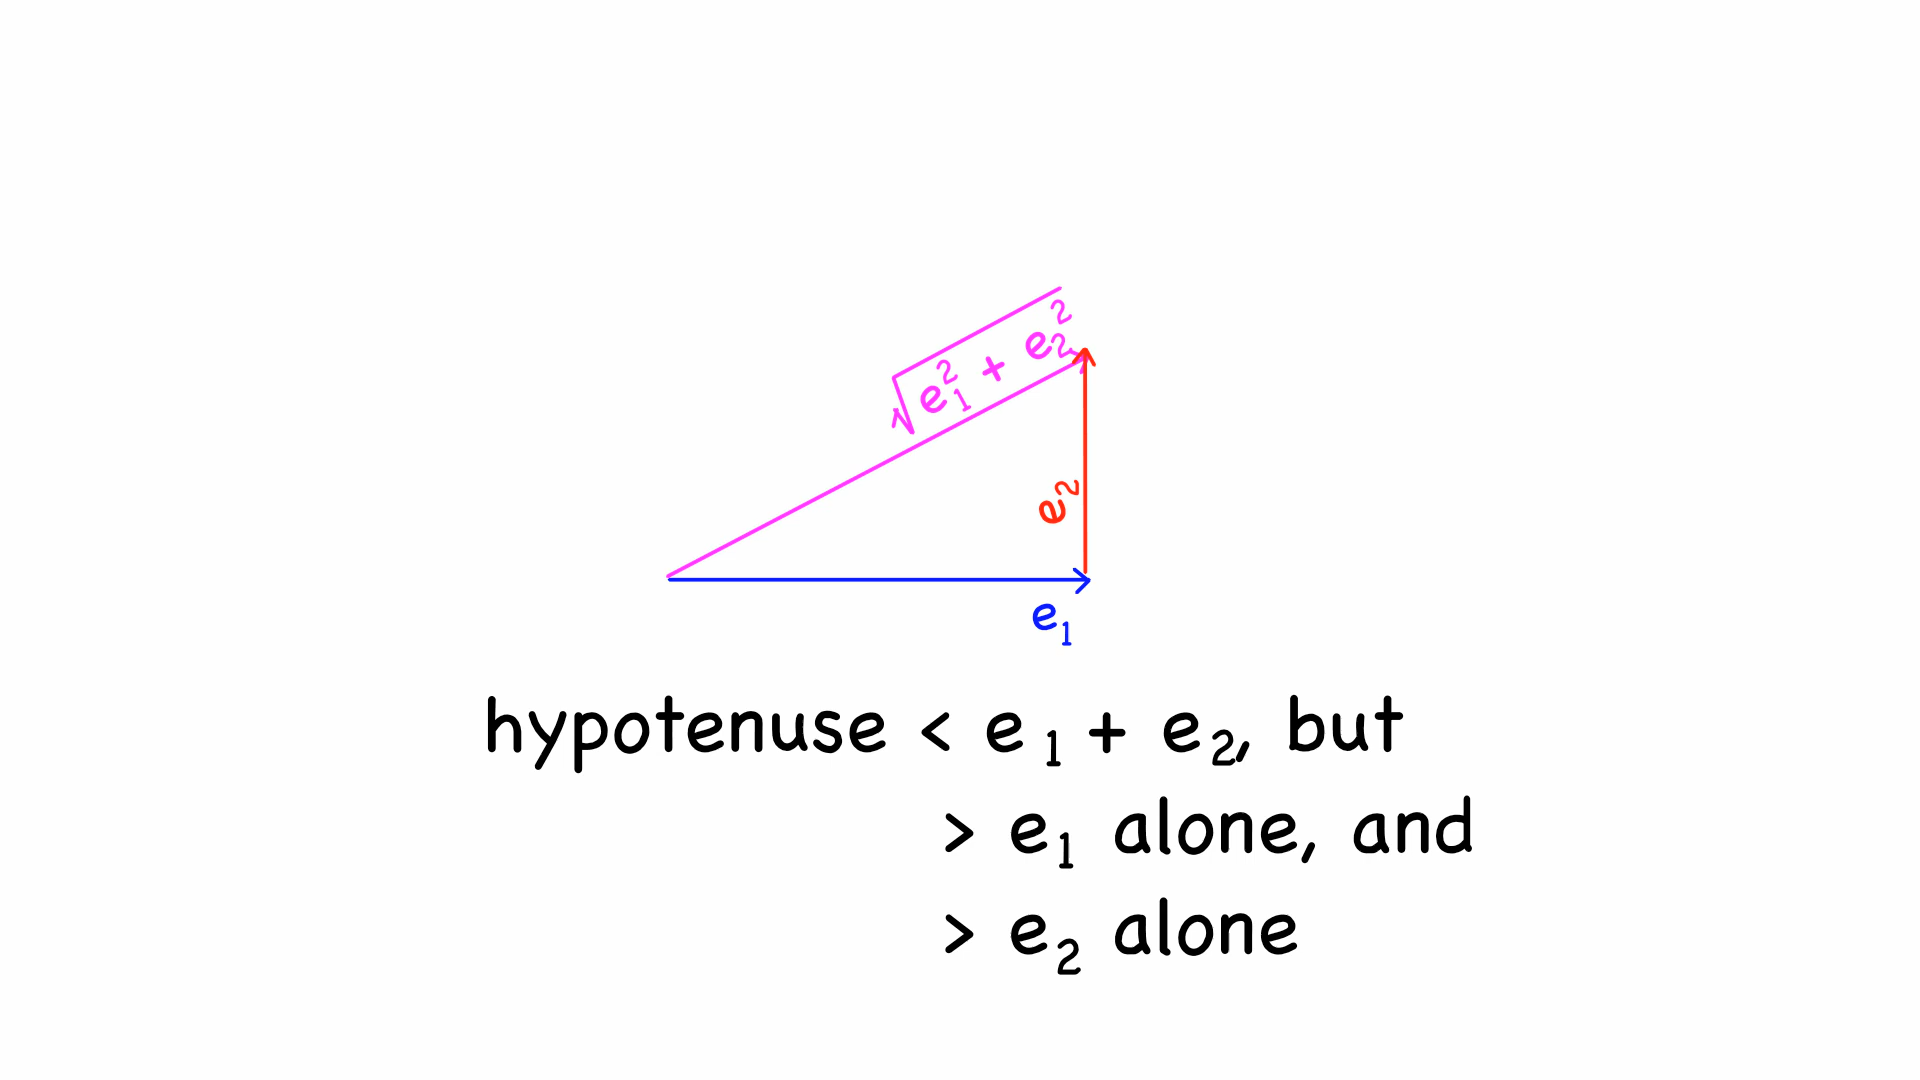 √e₁² + e₂²
e₂
e₁
hypotenuse < e₁ + e₂, but
> e₁ alone, and
> e₂ alone